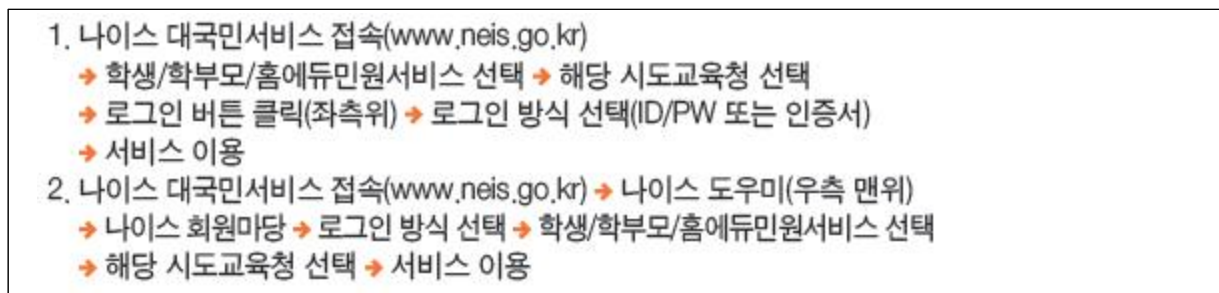 1. 나이스 대국민서비스 접속(www.neis.go.kr)
➔ 학생/학부모/홈에듀민원서비스 선택 ➔ 해당 시도교육청 선택
➔ 로그인 버튼 클릭(좌측위) ➔ 로그인 방식 선택(ID/PW 또는 인증서)
➔ 서비스 이용
2. 나이스 대국민서비스 접속(www.neis.go.kr) ➔ 나이스 도우미(우측 맨위)
➔ 나이스 회원마당 ➔ 로그인 방식 선택 ➔ 학생/학부모/홈에듀민원서비스 선택
➔ 해당 시도교육청 선택 ➔ 서비스 이용